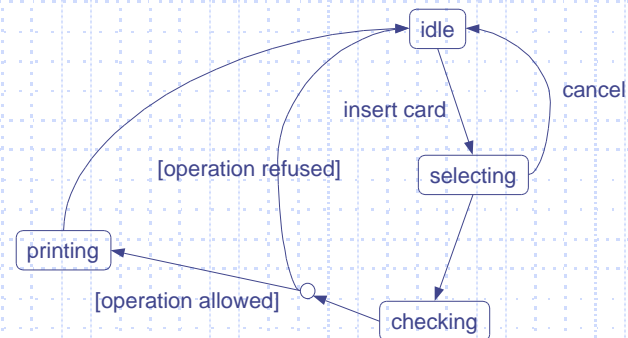 idle
cancel
insert card
[operation refused]
selecting
printing
[operation allowed]
checking